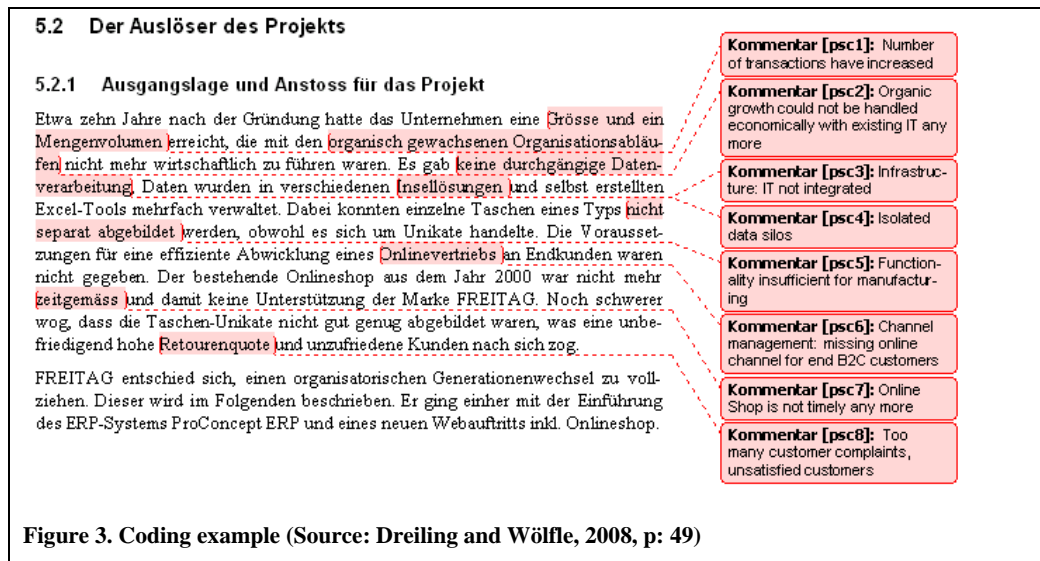 5.2 Der Auslöser des Projekts
5.2.1 Ausgangslage und Anstoss für das Projekt
Etwa zehn Jahre nach der Gründung hatte das Unternehmen eine Grösse und ein
Mengenvolumen erreicht, die mit den organisch gewachsenen Organisationsabläu-
fen nicht mehr wirtschaftlich zu führen waren. Es gab keine durchgängige Daten-
verarbeitung. Daten wurden in verschiedenen Insellösungen und selbst erstellten
Excel-Tools mehrfach verwaltet. Dabei konnten einzelne Taschen eines Typs nicht
separat abgebildet werden, obwohl es sich um Unikate handelte. Die Vorausset-
zungen für eine effiziente Abwicklung eines Onlinevertriebs an Endkunden waren
nicht gegeben. Der bestehende Onlineshop aus dem Jahr 2000 war nicht mehr
zeitgemäss und damit keine Unterstützung der Marke FREITAG. Noch schwerer
wog, dass die Taschen-Unikate nicht gut genug abgebildet waren, was eine unbe-
friedigend hohe Retourenquote und unzufriedene Kunden nach sich zog.
FREITAG entschied sich, einen organisatorischen Generationenwechsel zu voll-
ziehen. Dieser wird im Folgenden beschrieben. Er ging einher mit der Einführung
des ERP-Systems ProConcept ERP und eines neuen Webauftritts inkl. Onlineshop.
Kommentar [psc1]: Number
of transactions have increased
Kommentar [psc2]: Organic
growth could not be handled
economically with existing IT any
more
Kommentar [psc3]: Infrastruc-
ture: IT not integrated
Kommentar [psc4]: Isolated
data silos
Kommentar [psc5]: Function-
ality insufficient for manufactur-
ing
Kommentar [psc6]: Channel
management: missing online
channel for end B2C customers
Kommentar [psc7]: Online
Shop is not timely any more
Kommentar [psc8]: Too
many customer complaints,
unsatisfied customers
Figure 3. Coding example (Source: Dreiling and Wölfle, 2008, p: 49)